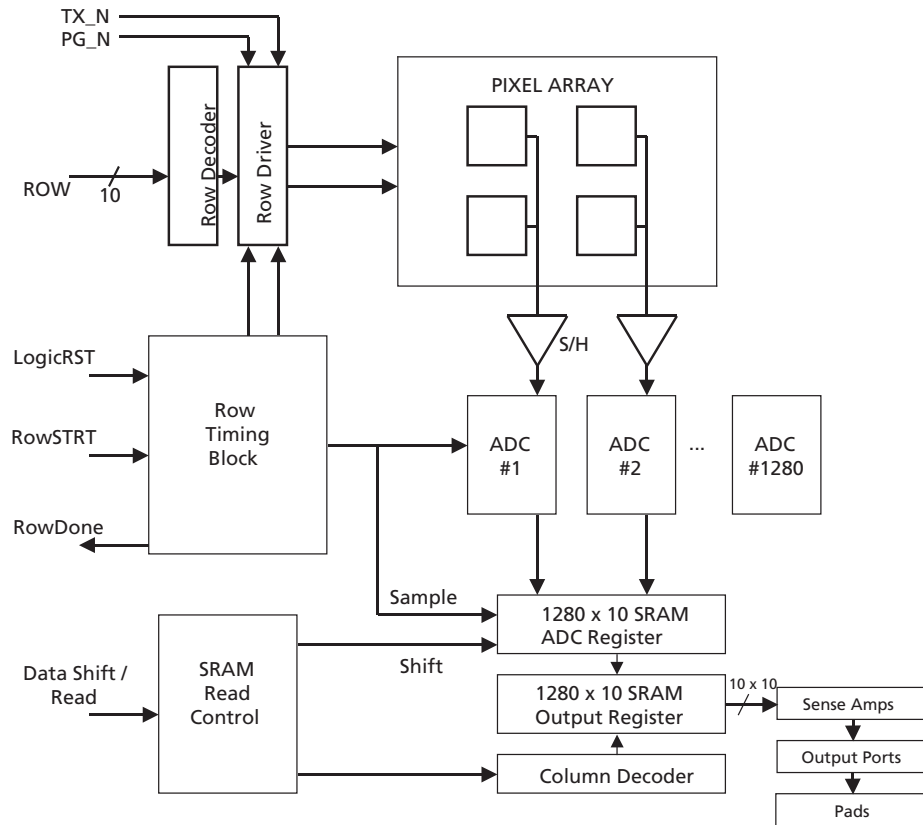 TX_N
PG_N
PIXEL ARRAY
Row Decoder
Row Driver
ROW
10
S/H
LogicRST
Row
Timing
Block
RowSTRT
RowDone
ADC
#1
ADC
#2
...
ADC
#1280
Sample
1280 x 10 SRAM
ADC Register
Shift
Data Shift /
Read
SRAM
Read
Control
1280 x 10 SRAM
Output Register
10 x 10
Sense Amps
Output Ports
Column Decoder
Pads